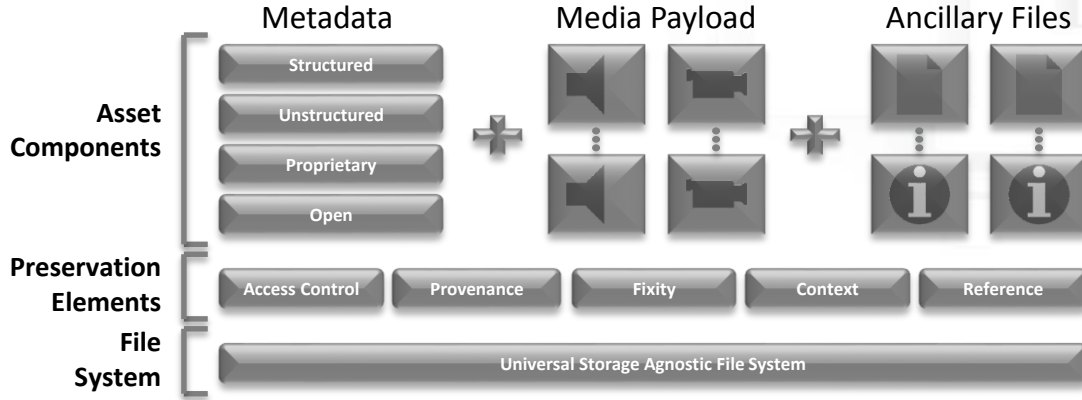 Metadata
Media Payload
Ancillary Files
Asset
Components
Structured
Unstructured
Proprietary
Open
Preservation
Elements
Access Control
Provenance
Fixity
Context
Reference
File
System
Universal Storage Agnostic File System